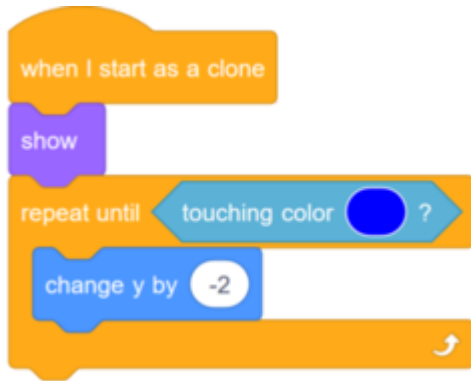 when I start as a clone
show
repeat until touching color ?
change y by -2